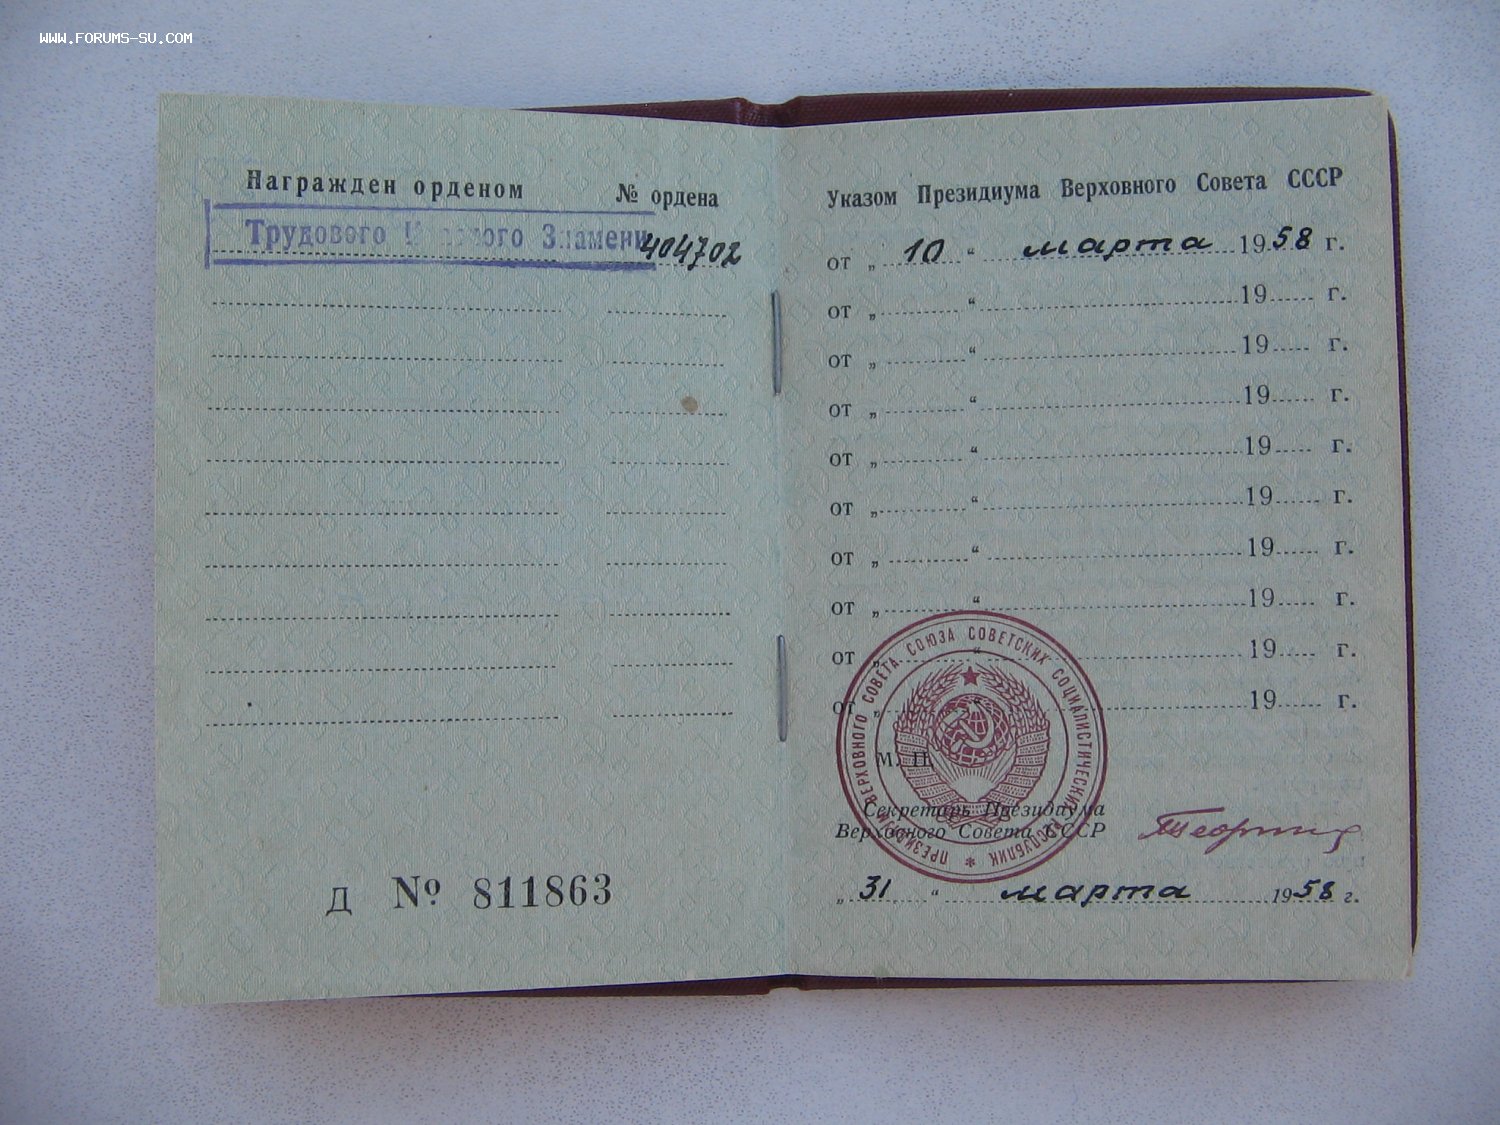 WWW.FORUMS-SU.COM
Награжден орденом № ордена
Трудового Знамени 404702
Д № 811863
Указом Президиума Верховного Совета СССР
от „ 10 “ марта 1958 г.
от „ “ 19 г.
от „ “ 19 г.
от „ “ 19 г.
от „ “ 19 г.
от „ “ 19 г.
от „ “ 19 г.
от „ “ 19 г.
от „ “ 19 г.
от „ “ 19 г.
М. П.
ПРЕЗИДИУМ ВЕРХОВНОГО СОВЕТА СОЮЗА СОВЕТСКИХ СОЦИАЛИСТИЧЕСКИХ РЕСПУБЛИК *
Секретарь Президиума
Верховного Совета СССР
„ 31 “ марта 1958 г.